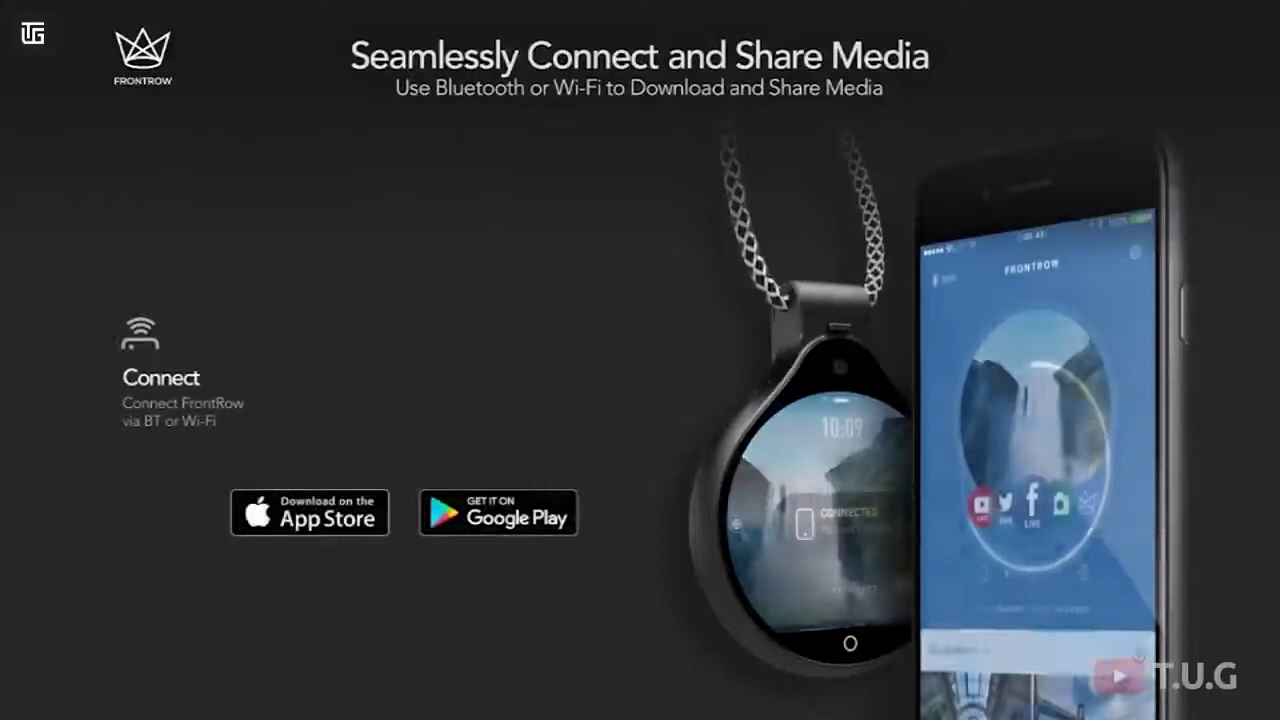 TG
FRONTROW
Seamlessly Connect and Share Media
Use Bluetooth or Wi-Fi to Download and Share Media
Connect
Connect FrontRow
via BT or Wi-Fi
Download on the
App Store
GET IT ON
Google Play
10:09
CONNECTED
FRONTROW
LIVE
T.U.G